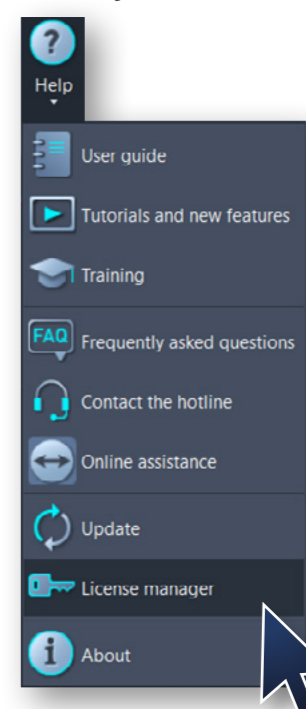 ?
Help
User guide
Tutorials and new features
Training
FAQ
Frequently asked questions
Contact the hotline
Online assistance
Update
License manager
i
About